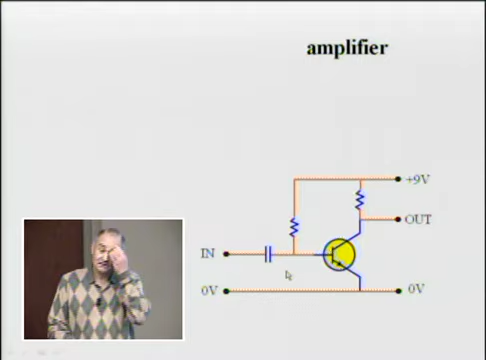 amplifier
+9V
OUT
IN
0V
0V